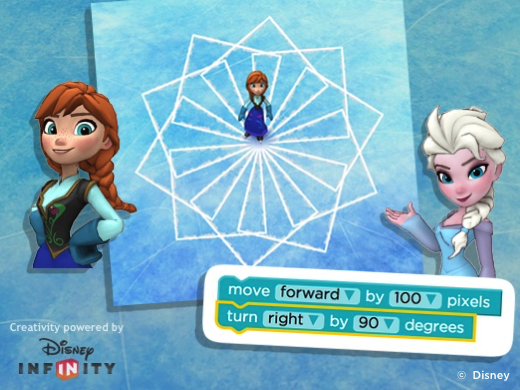 move forward ▼ by 100 ▼ pixels
turn right ▼ by 90 ▼ degrees
Creativity powered by
Disney
INFINITY
© Disney